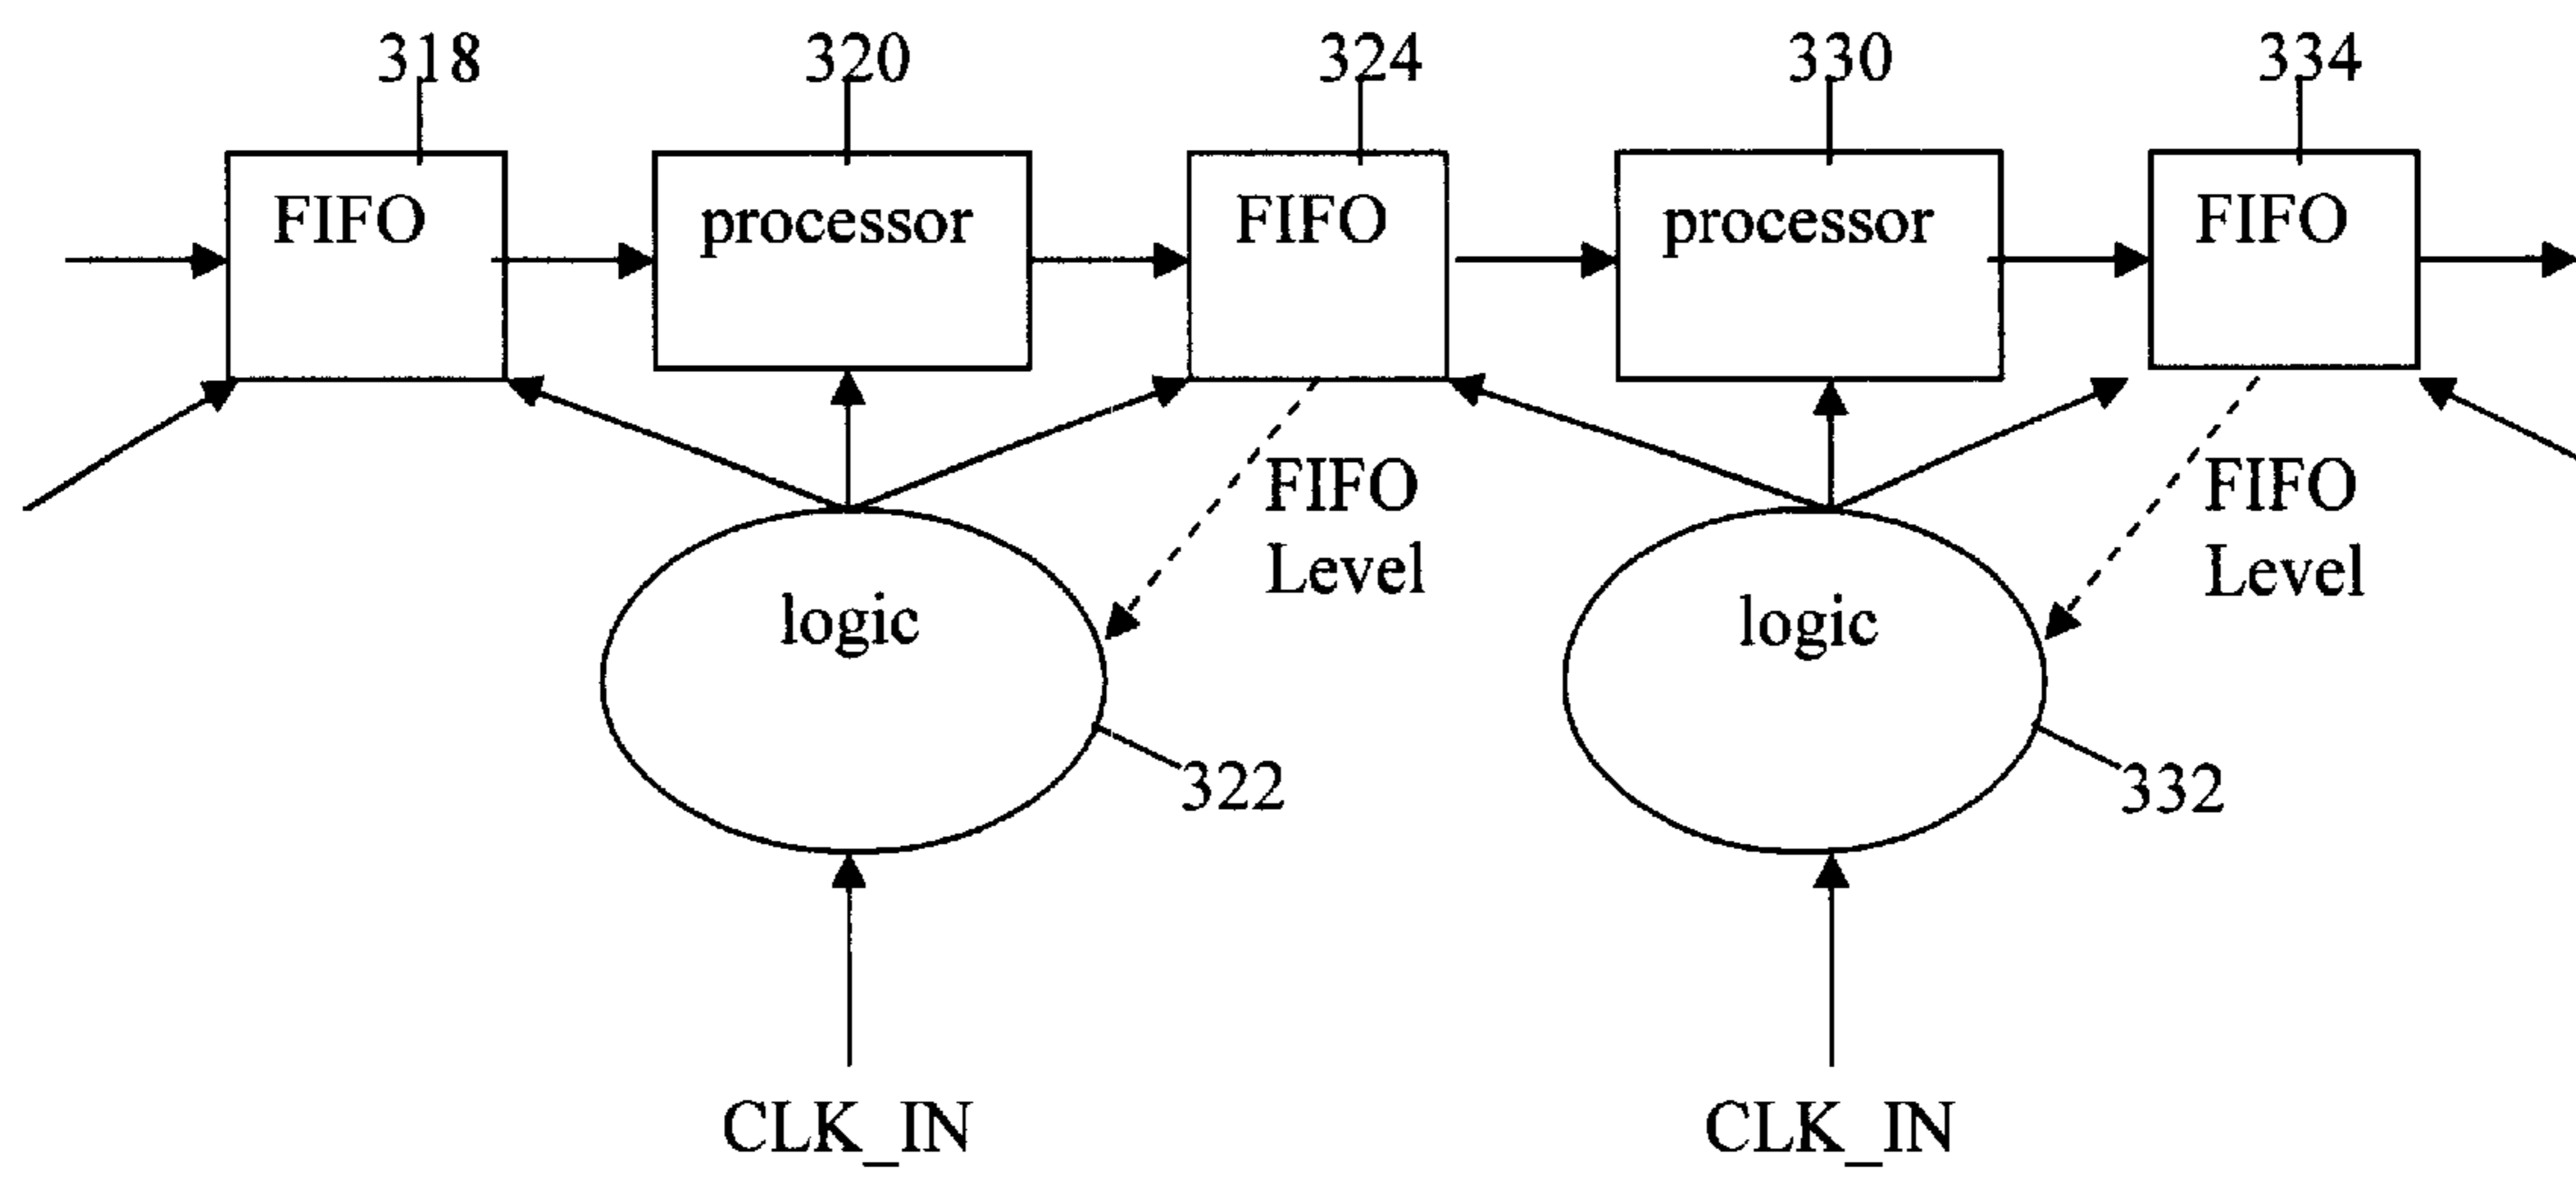 318 320 324 330 334
FIFO processor FIFO processor FIFO
FIFO
Level
FIFO
Level
logic logic
322 332
CLK_IN CLK_IN